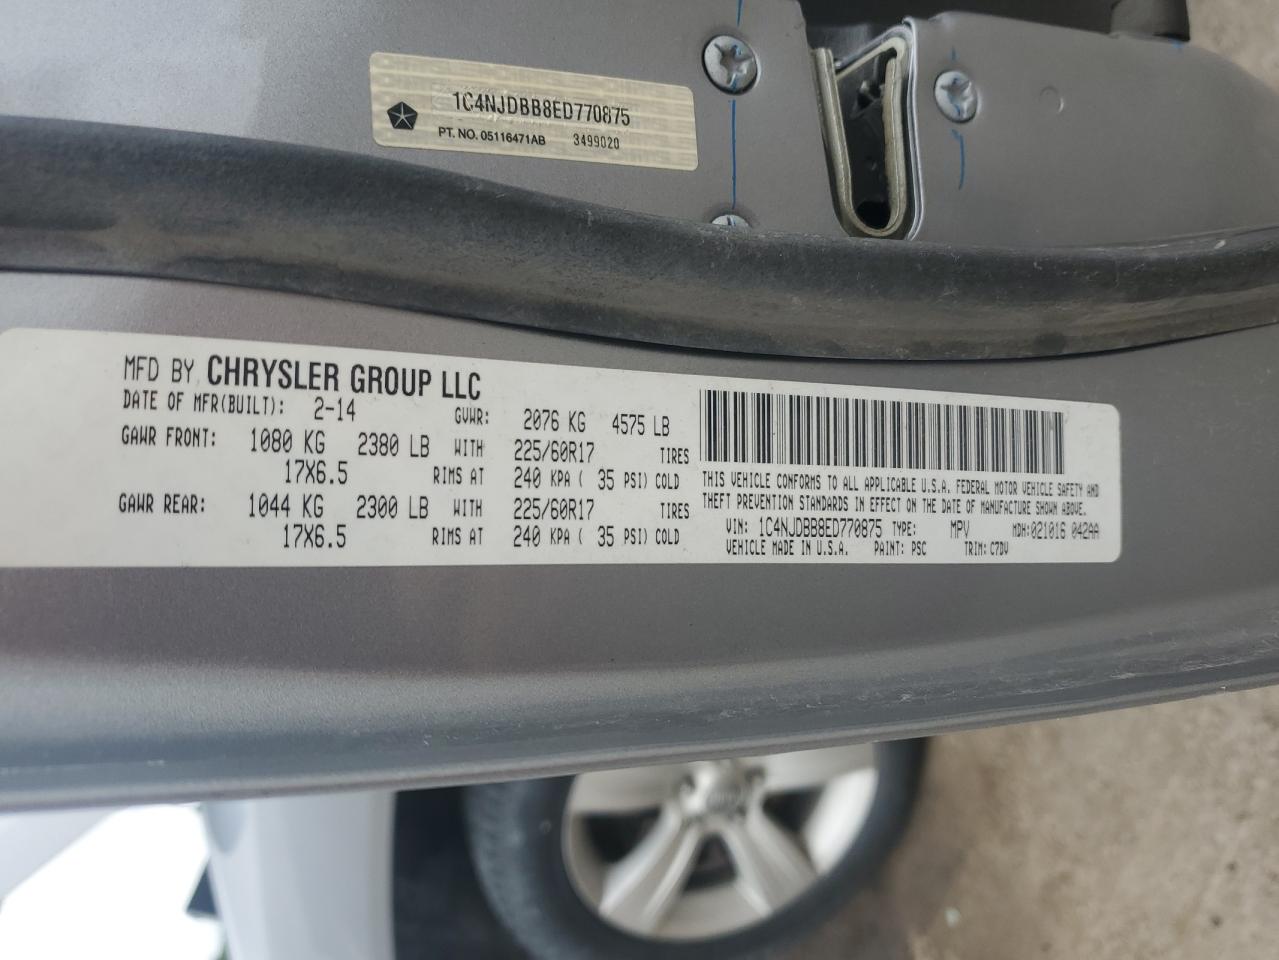 1C4NJDBB8ED770875
PT. NO. 05116471AB 3499020
MFD BY CHRYSLER GROUP LLC
DATE OF MFR(BUILT): 2-14 GVWR: 2076 KG 4575 LB
GAWR FRONT: 1080 KG 2380 LB WITH 225/60R17 TIRES
17X6.5 RIMS AT 240 KPA ( 35 PSI) COLD
GAWR REAR: 1044 KG 2300 LB WITH 225/60R17 TIRES
17X6.5 RIMS AT 240 KPA ( 35 PSI) COLD
THIS VEHICLE CONFORMS TO ALL APPLICABLE U.S.A. FEDERAL MOTOR VEHICLE SAFETY AND
THEFT PREVENTION STANDARDS IN EFFECT ON THE DATE OF MANUFACTURE SHOWN ABOVE.
VIN: 1C4NJDBB8ED770875 TYPE: MPV MDH:021016 042AA
VEHICLE MADE IN U.S.A. PAINT: PSC TRIM: C7DV